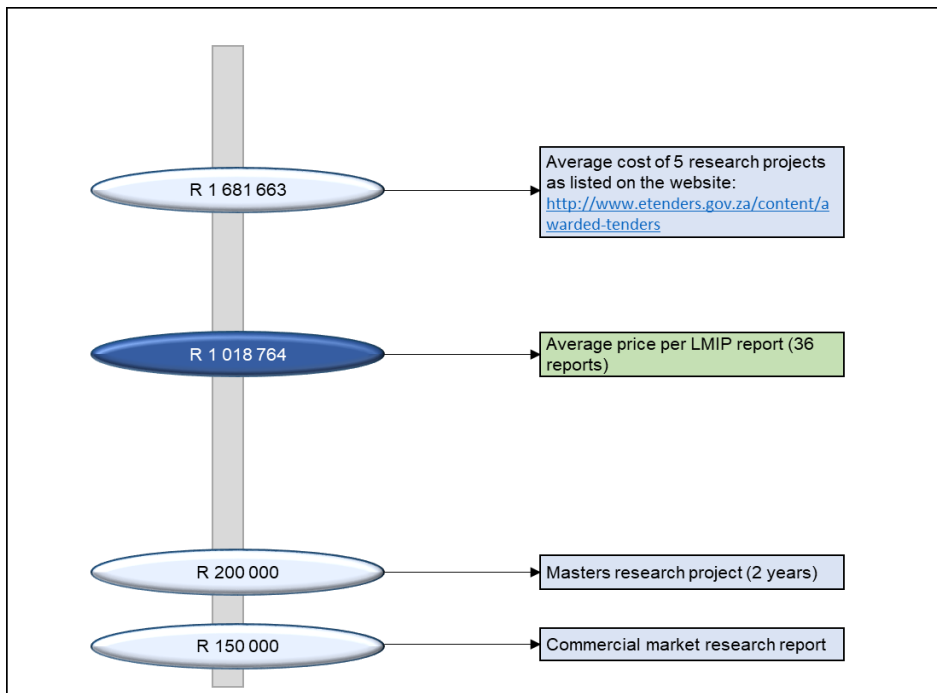 R 1 681 663
Average cost of 5 research projects
as listed on the website:
http://www.etenders.gov.za/content/a
warded-tenders
R 1 018 764
Average price per LMIP report (36
reports)
R 200 000
Masters research project (2 years)
R 150 000
Commercial market research report